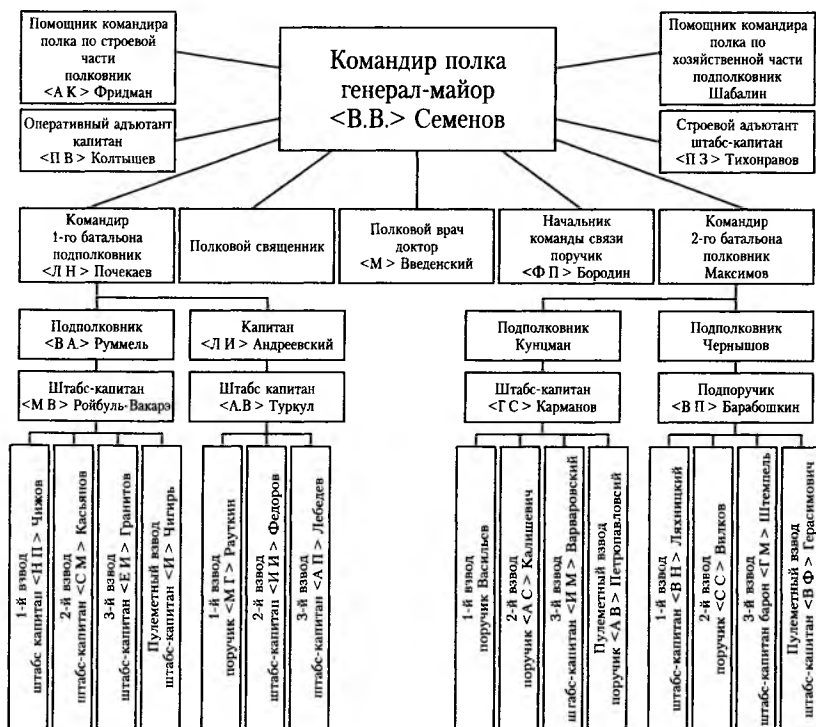 Помощник командира
полка по строевой
части
полковник
<А К> Фридман
Командир полка
генерал-майор
<В.В.> Семенов
Помощник командира
полка по
хозяйственной части
подполковник
Шабалин
Оперативный адъютант
капитан
<П В> Колтышев
Строевой адъютант
штабс-капитан
<П З> Тихонравов
Командир
1-го батальона
подполковник
<Л Н> Почекаев
Полковой священник
Полковой врач
доктор
<М> Введенский
Начальник
команды связи
поручик
<Ф П> Бородин
Командир
2-го батальона
полковник
Максимов
Подполковник
<В А.> Руммель
Капитан
<Л И> Андреевский
Подполковник
Кунцман
Подполковник
Чернышов
Штабс-капитан
<М В> Ройбуль-Вакарэ
Штабс капитан
<А.В> Туркул
Штабс-капитан
<Г С> Карманов
Подпоручик
<В П> Барабошкин
1-й взвод
штабс капитан <Н П> Чижов
2-й взвод
штабс-капитан <С М> Касьянов
3-й взвод
штабс-капитан <Е И> Гранитов
Пулеметный взвод
штабс-капитан <И> Чигирь
1-й взвод
поручик <М Г> Рауткин
2-й взвод
штабс-капитан <И И> Федоров
3-й взвод
штабс-капитан <А П> Лебедев
1-й взвод
поручик Васильев
2-й взвод
поручик <А С> Калишевич
3-й взвод
штабс-капитан <И М> Варваровский
Пулеметный взвод
поручик <А В> Петропавловсий
1-й взвод
штабс-капитан <В Н> Ляхницкий
2-й взвод
поручик <С С> Вилков
3-й взвод
штабс-капитан барон <Г М> Штемпель
Пулеметный взвод
штабс-капитан <В Ф> Герасимович